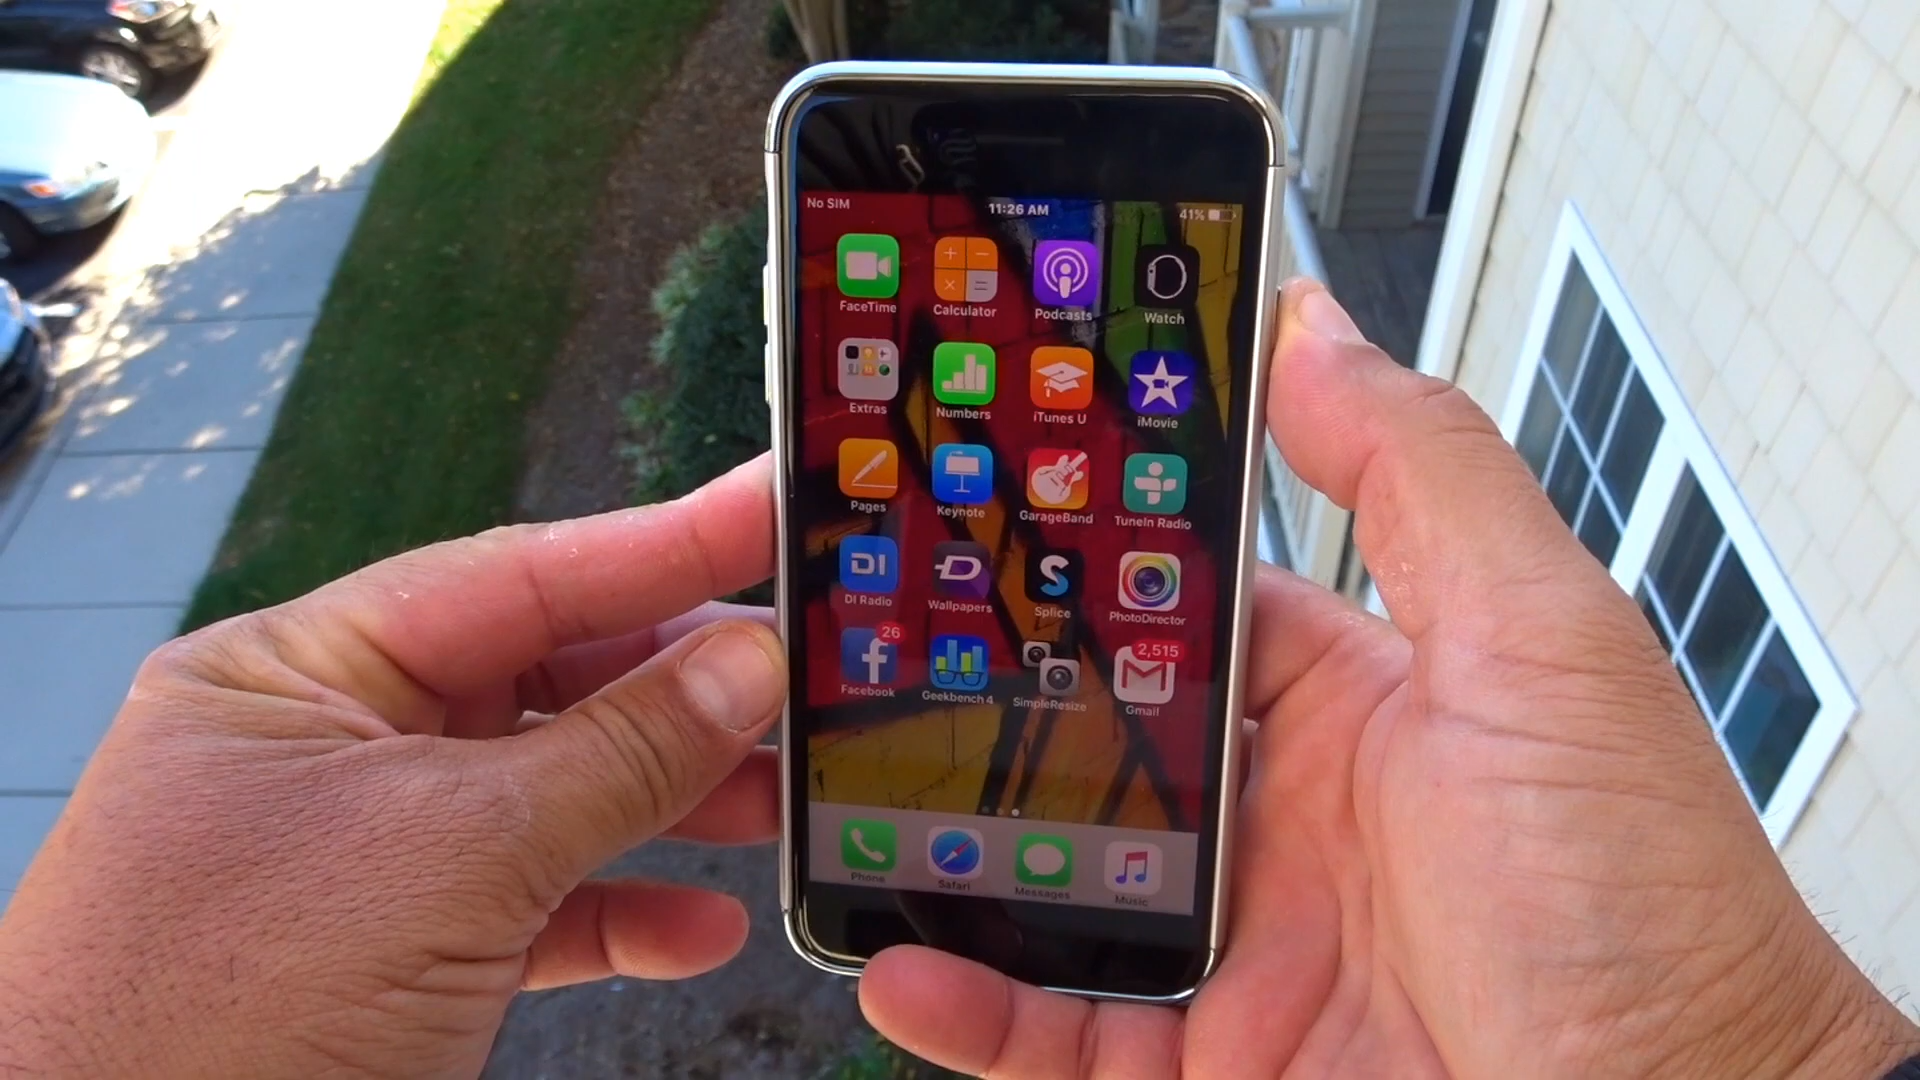 No SIM 11:26 AM 41%
FaceTime Calculator Podcasts Watch
Extras Numbers iTunes U iMovie
Pages Keynote GarageBand TuneIn Radio
DI
DI Radio Wallpapers Splice PhotoDirector
26 2,515
Facebook Geekbench 4 SimpleResize Gmail
Phone Safari Messages Music